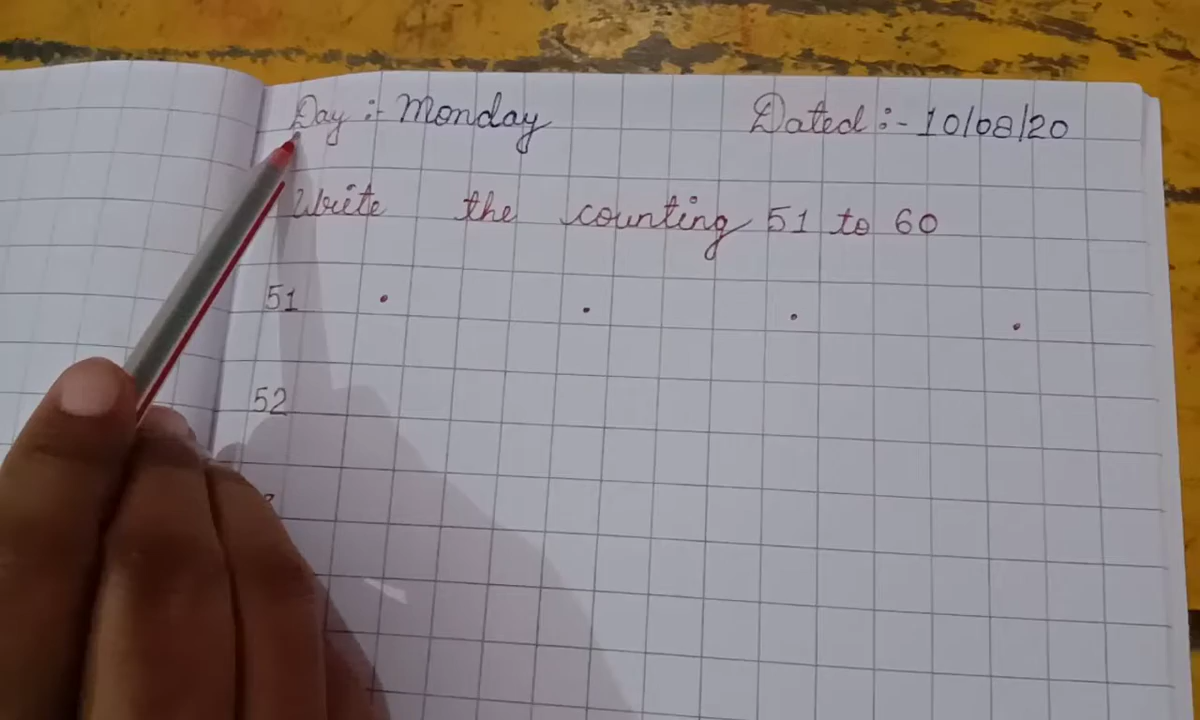 Day :- Monday Dated :- 10/08/20
Write the counting 51 to 60
51 . . . .
52